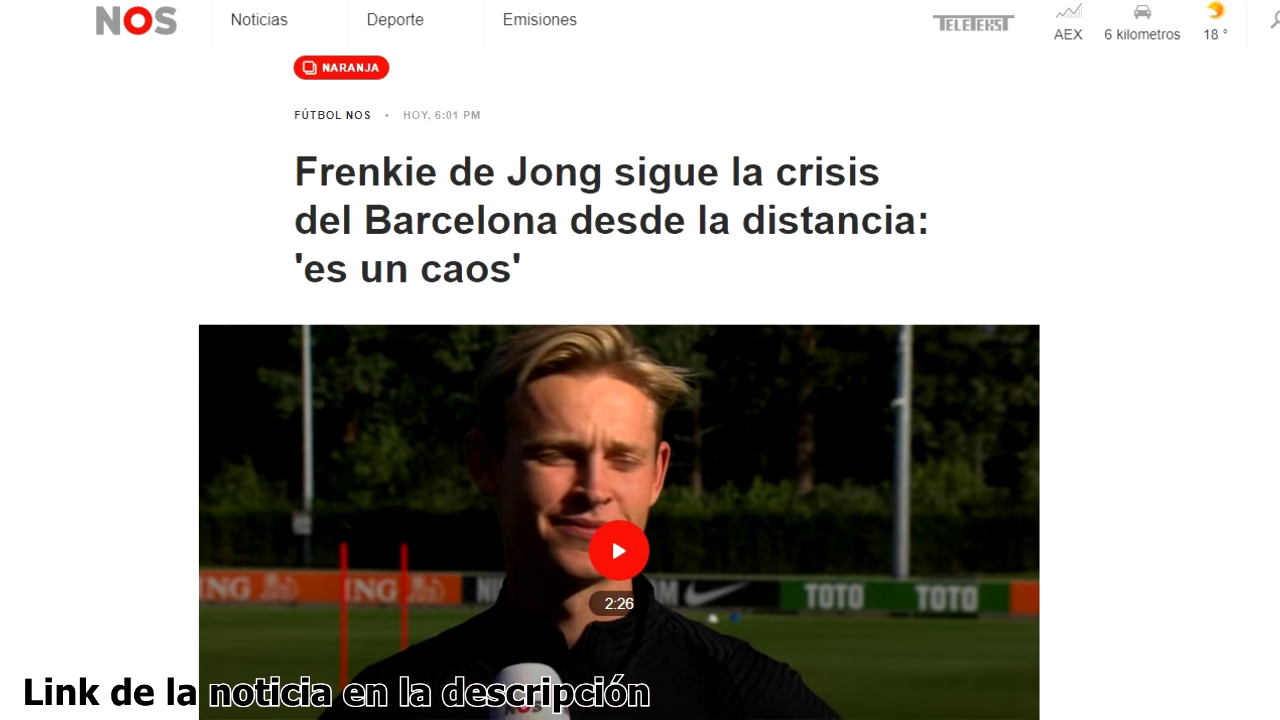 NOS
Noticias
Deporte
Emisiones
TELETEKST
AEX
6 kilometros
18 °
NARANJA
FÚTBOL NOS • HOY, 6:01 PM
Frenkie de Jong sigue la crisis
del Barcelona desde la distancia:
'es un caos'
ING
ING
TOTO
TOTO
2:26
NOS
Link de la noticia en la descripción